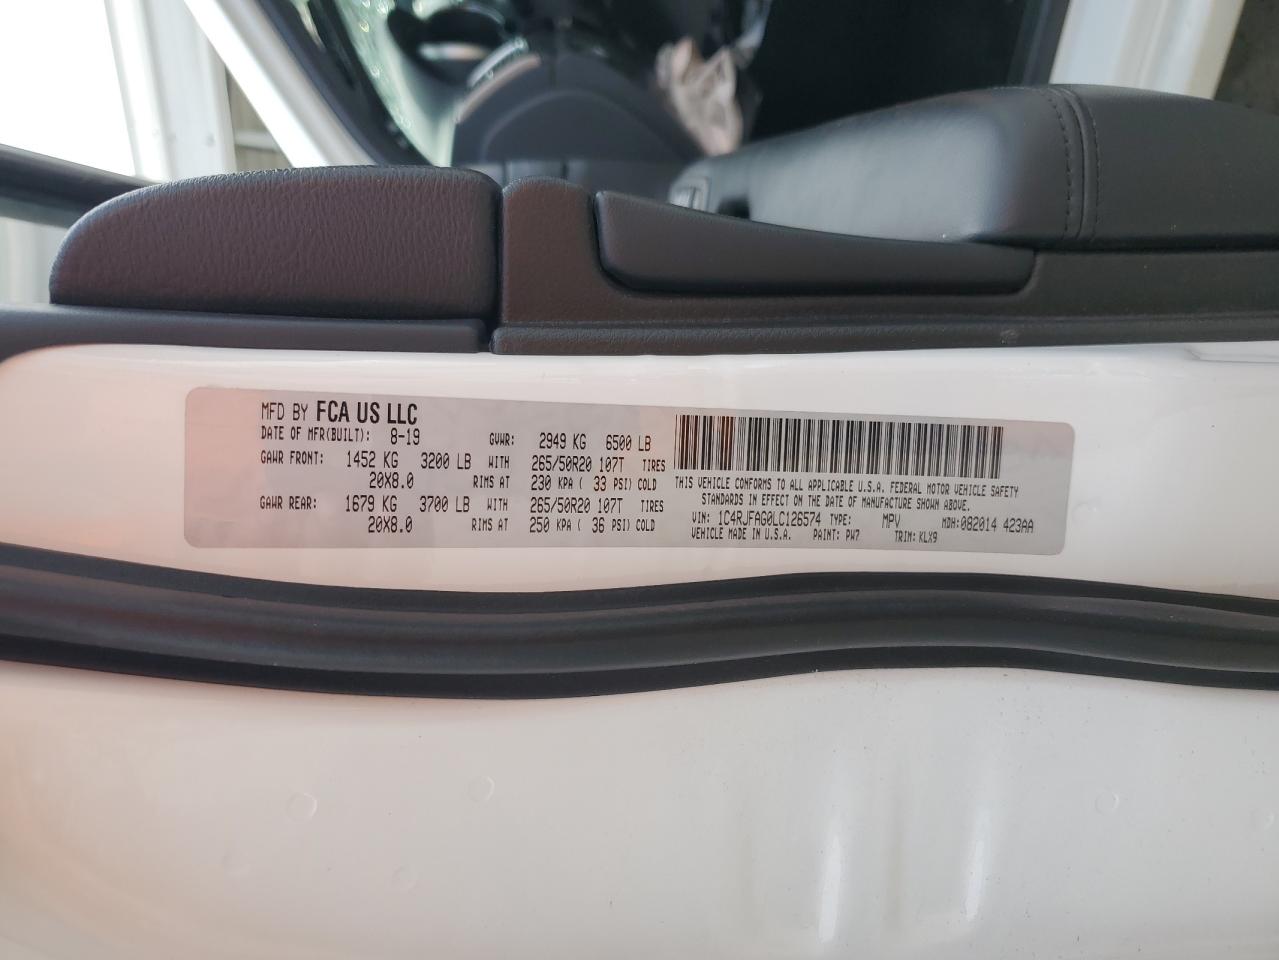 MFD BY FCA US LLC
DATE OF MFR(BUILT): 8-19 GVWR: 2949 KG 6500 LB
GAWR FRONT: 1452 KG 3200 LB WITH 265/50R20 107T TIRES
20X8.0 RIMS AT 230 KPA ( 33 PSI) COLD
GAWR REAR: 1679 KG 3700 LB WITH 265/50R20 107T TIRES
20X8.0 RIMS AT 250 KPA ( 36 PSI) COLD
THIS VEHICLE CONFORMS TO ALL APPLICABLE U.S.A. FEDERAL MOTOR VEHICLE SAFETY
STANDARDS IN EFFECT ON THE DATE OF MANUFACTURE SHOWN ABOVE.
VIN: 1C4RJFAG0LC126574 TYPE: MPV MDH:082014 423AA
VEHICLE MADE IN U.S.A. PAINT: PW7 TRIM: KLX9